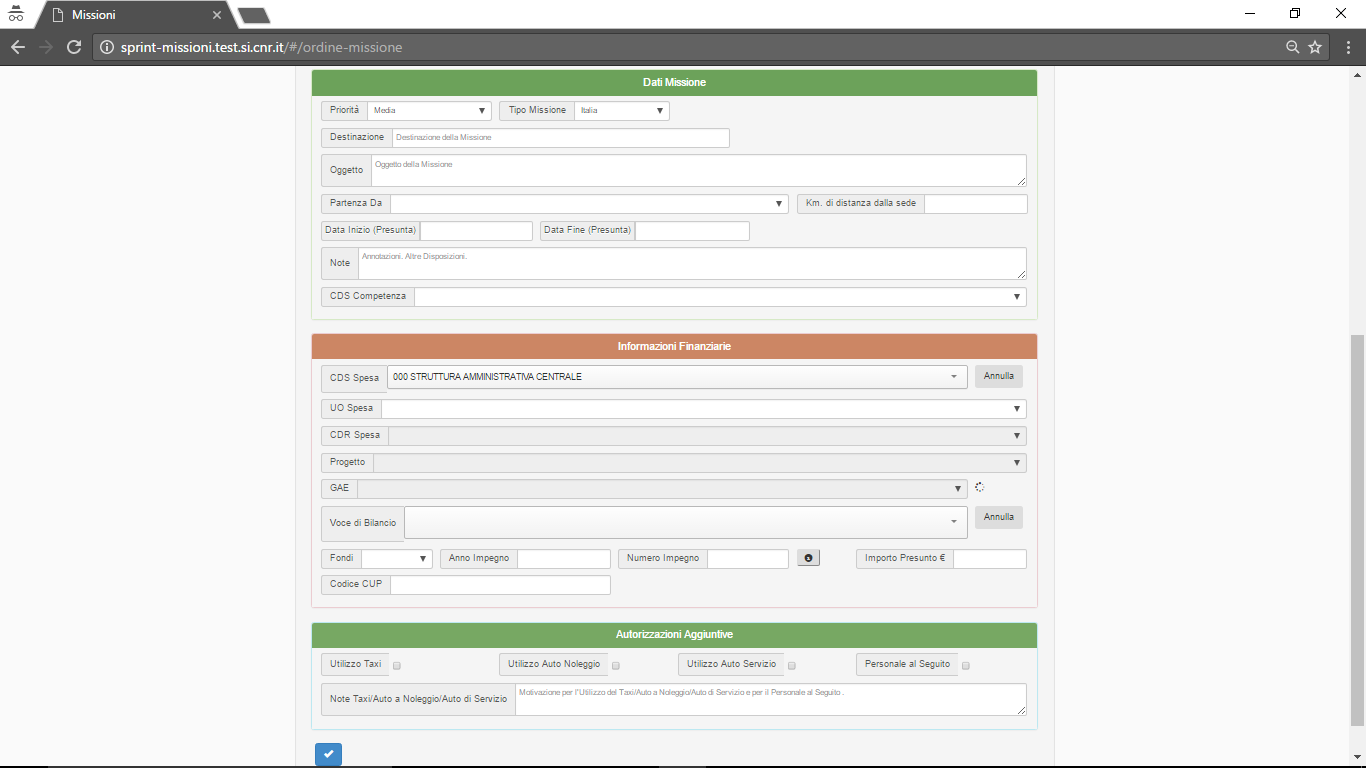 Missioni
sprint-missioni.test.si.cnr.it/#/ordine-missione
Dati Missione
Priorità Media Tipo Missione Italia
Destinazione Destinazione della Missione
Oggetto Oggetto della Missione
Partenza Da Km. di distanza dalla sede
Data Inizio (Presunta) Data Fine (Presunta)
Note Annotazioni. Altre Disposizioni.
CDS Competenza
Informazioni Finanziarie
CDS Spesa 000 STRUTTURA AMMINISTRATIVA CENTRALE Annulla
UO Spesa
CDR Spesa
Progetto
GAE
Voce di Bilancio Annulla
Fondi Anno Impegno Numero Impegno Importo Presunto €
Codice CUP
Autorizzazioni Aggiuntive
Utilizzo Taxi Utilizzo Auto Noleggio Utilizzo Auto Servizio Personale al Seguito
Note Taxi/Auto a Noleggio/Auto di Servizio Motivazione per l'Utilizzo del Taxi/Auto a Noleggio/Auto di Servizio e per il Personale al Seguito .